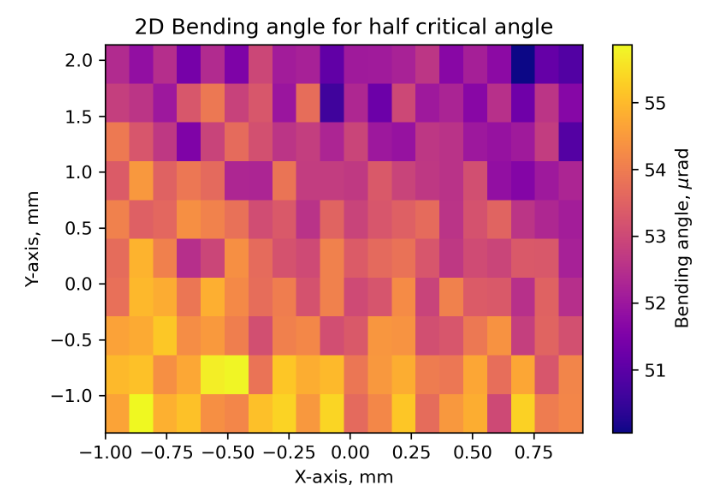 2D Bending angle for half critical angle
2.0
1.5
1.0
0.5
0.0
−0.5
−1.0
Y-axis, mm
−1.00 −0.75 −0.50 −0.25 0.00 0.25 0.50 0.75
X-axis, mm
55
54
53
52
51
Bending angle, μrad